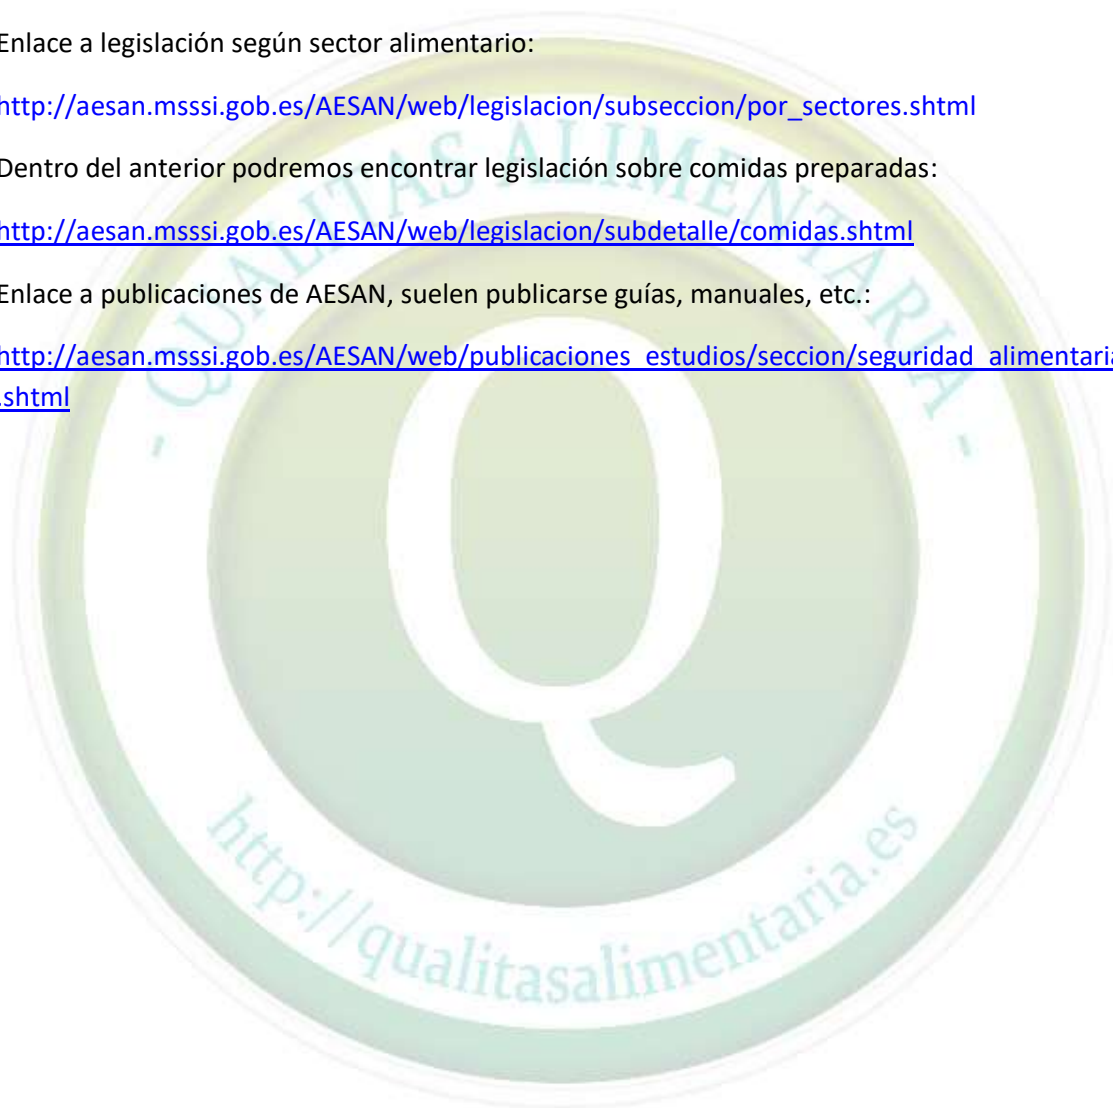 Enlace a legislación según sector alimentario:
http://aesan.msssi.gob.es/AESAN/web/legislacion/subseccion/por_sectores.shtml
Dentro del anterior podremos encontrar legislación sobre comidas preparadas:
http://aesan.msssi.gob.es/AESAN/web/legislacion/subdetalle/comidas.shtml
Enlace a publicaciones de AESAN, suelen publicarse guías, manuales, etc.:
http://aesan.msssi.gob.es/AESAN/web/publicaciones_estudios/seccion/seguridad_alimentaria
.shtml
- QUALITAS ALIMENTARIA -
Q
http://qualitasalimentaria.es